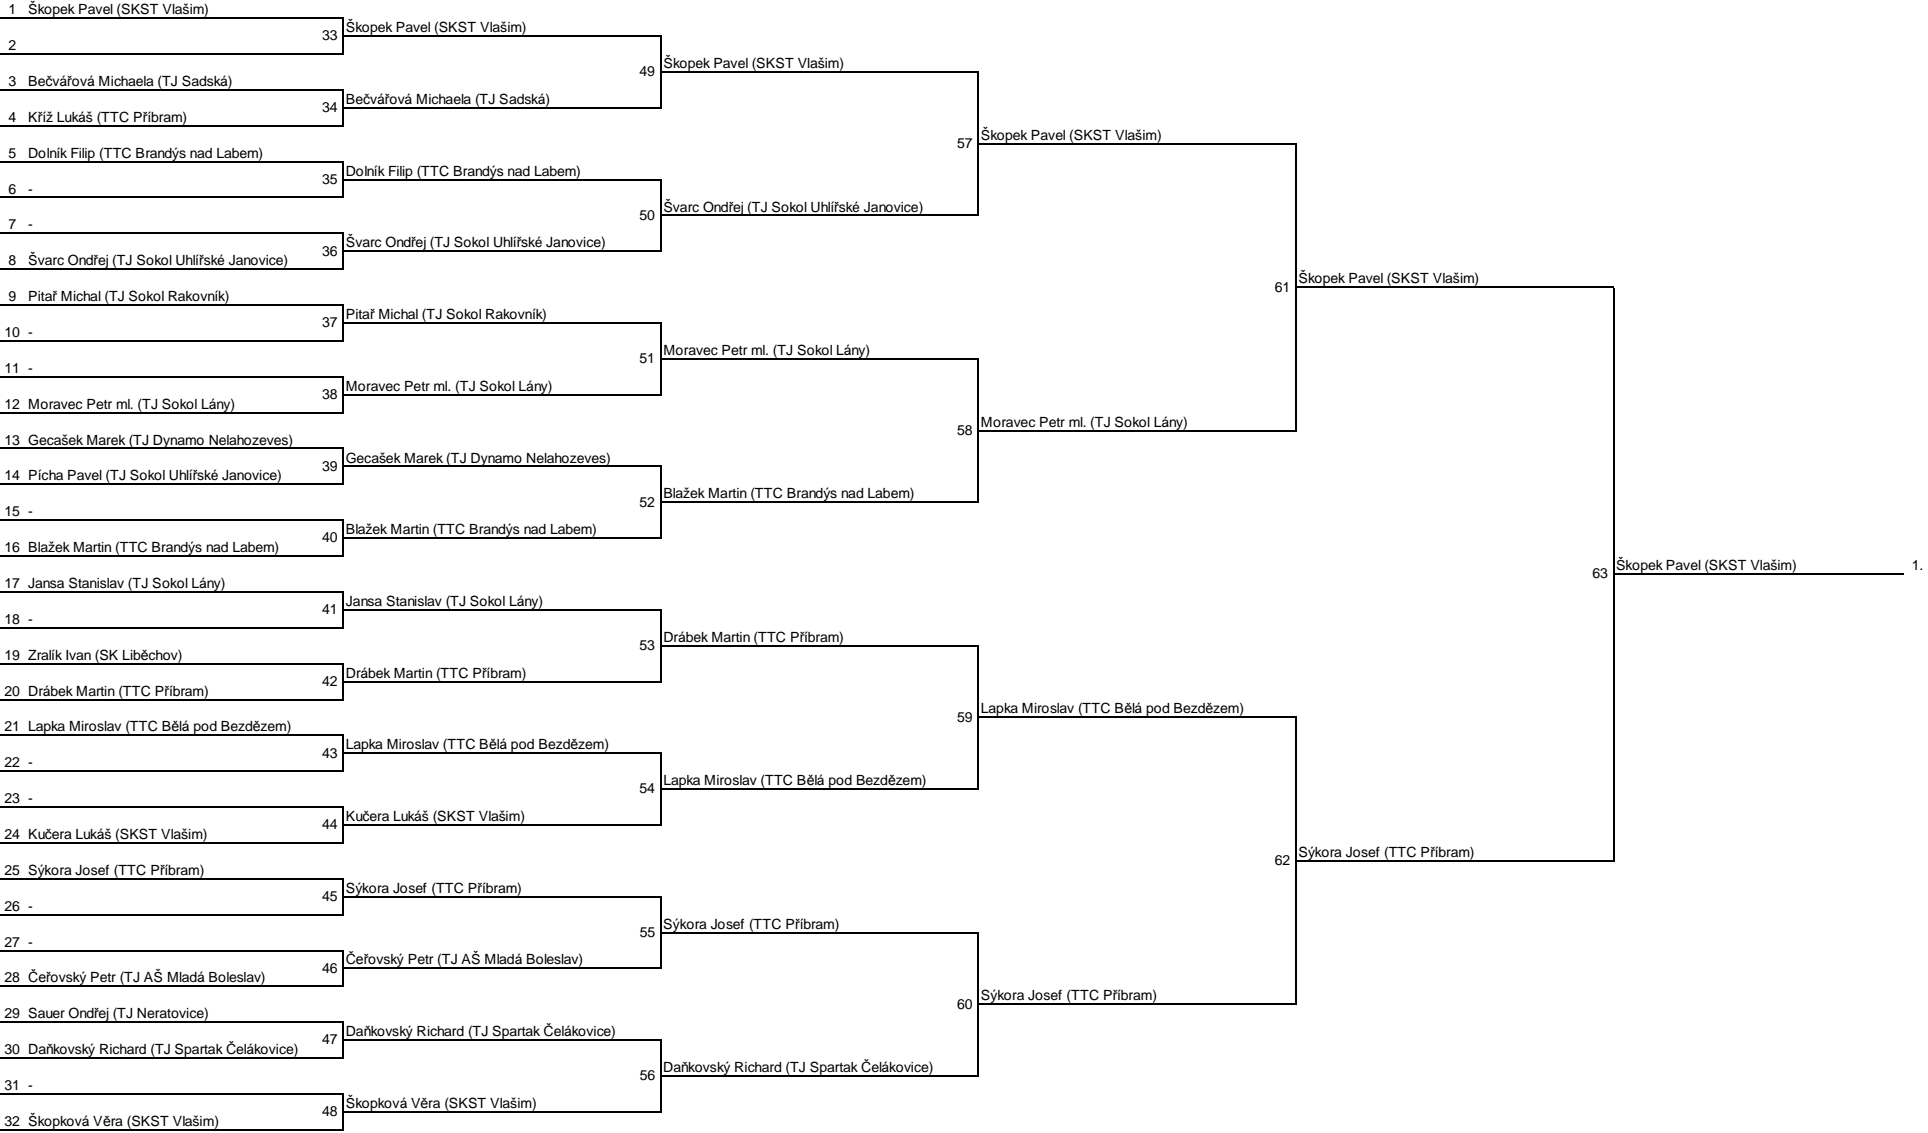 1 Škopek Pavel (SKST Vlašim)
33 Škopek Pavel (SKST Vlašim)
2
49 Škopek Pavel (SKST Vlašim)
3 Bečvářová Michaela (TJ Sadská)
34 Bečvářová Michaela (TJ Sadská)
4 Kříž Lukáš (TTC Příbram)
57 Škopek Pavel (SKST Vlašim)
5 Dolník Filip (TTC Brandýs nad Labem)
35 Dolník Filip (TTC Brandýs nad Labem)
6 -
50 Švarc Ondřej (TJ Sokol Uhlířské Janovice)
7 -
36 Švarc Ondřej (TJ Sokol Uhlířské Janovice)
8 Švarc Ondřej (TJ Sokol Uhlířské Janovice)
61 Škopek Pavel (SKST Vlašim)
9 Pitař Michal (TJ Sokol Rakovník)
37 Pitař Michal (TJ Sokol Rakovník)
10 -
51 Moravec Petr ml. (TJ Sokol Lány)
11 -
38 Moravec Petr ml. (TJ Sokol Lány)
12 Moravec Petr ml. (TJ Sokol Lány)
58 Moravec Petr ml. (TJ Sokol Lány)
13 Gecašek Marek (TJ Dynamo Nelahozeves)
39 Gecašek Marek (TJ Dynamo Nelahozeves)
14 Pícha Pavel (TJ Sokol Uhlířské Janovice)
52 Blažek Martin (TTC Brandýs nad Labem)
15 -
40 Blažek Martin (TTC Brandýs nad Labem)
16 Blažek Martin (TTC Brandýs nad Labem)
63 Škopek Pavel (SKST Vlašim) 1.
17 Jansa Stanislav (TJ Sokol Lány)
41 Jansa Stanislav (TJ Sokol Lány)
18 -
53 Drábek Martin (TTC Příbram)
19 Zralík Ivan (SK Liběchov)
42 Drábek Martin (TTC Příbram)
20 Drábek Martin (TTC Příbram)
59 Lapka Miroslav (TTC Bělá pod Bezdězem)
21 Lapka Miroslav (TTC Bělá pod Bezdězem)
43 Lapka Miroslav (TTC Bělá pod Bezdězem)
22 -
54 Lapka Miroslav (TTC Bělá pod Bezdězem)
23 -
44 Kučera Lukáš (SKST Vlašim)
24 Kučera Lukáš (SKST Vlašim)
62 Sýkora Josef (TTC Příbram)
25 Sýkora Josef (TTC Příbram)
45 Sýkora Josef (TTC Příbram)
26 -
55 Sýkora Josef (TTC Příbram)
27 -
46 Čeřovský Petr (TJ AŠ Mladá Boleslav)
28 Čeřovský Petr (TJ AŠ Mladá Boleslav)
60 Sýkora Josef (TTC Příbram)
29 Sauer Ondřej (TJ Neratovice)
47 Daňkovský Richard (TJ Spartak Čelákovice)
30 Daňkovský Richard (TJ Spartak Čelákovice)
56 Daňkovský Richard (TJ Spartak Čelákovice)
31 -
48 Škopková Věra (SKST Vlašim)
32 Škopková Věra (SKST Vlašim)